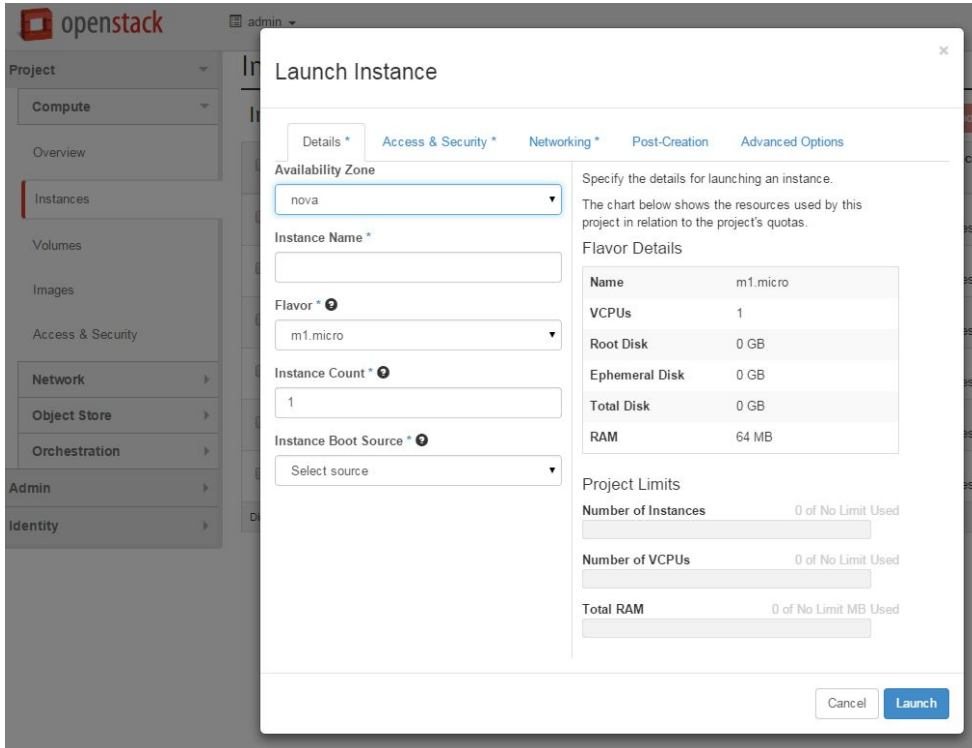 openstack
admin
Project
Compute
Overview
Instances
Volumes
Images
Access & Security
Network
Object Store
Orchestration
Admin
Identity
Launch Instance
×
Details * Access & Security * Networking * Post-Creation Advanced Options
Availability Zone
nova
Instance Name *
Flavor *
m1.micro
Instance Count *
1
Instance Boot Source *
Select source
Specify the details for launching an instance.
The chart below shows the resources used by this
project in relation to the project's quotas.
Flavor Details
Name m1.micro
VCPUs 1
Root Disk 0 GB
Ephemeral Disk 0 GB
Total Disk 0 GB
RAM 64 MB
Project Limits
Number of Instances 0 of No Limit Used
Number of VCPUs 0 of No Limit Used
Total RAM 0 of No Limit MB Used
Cancel Launch